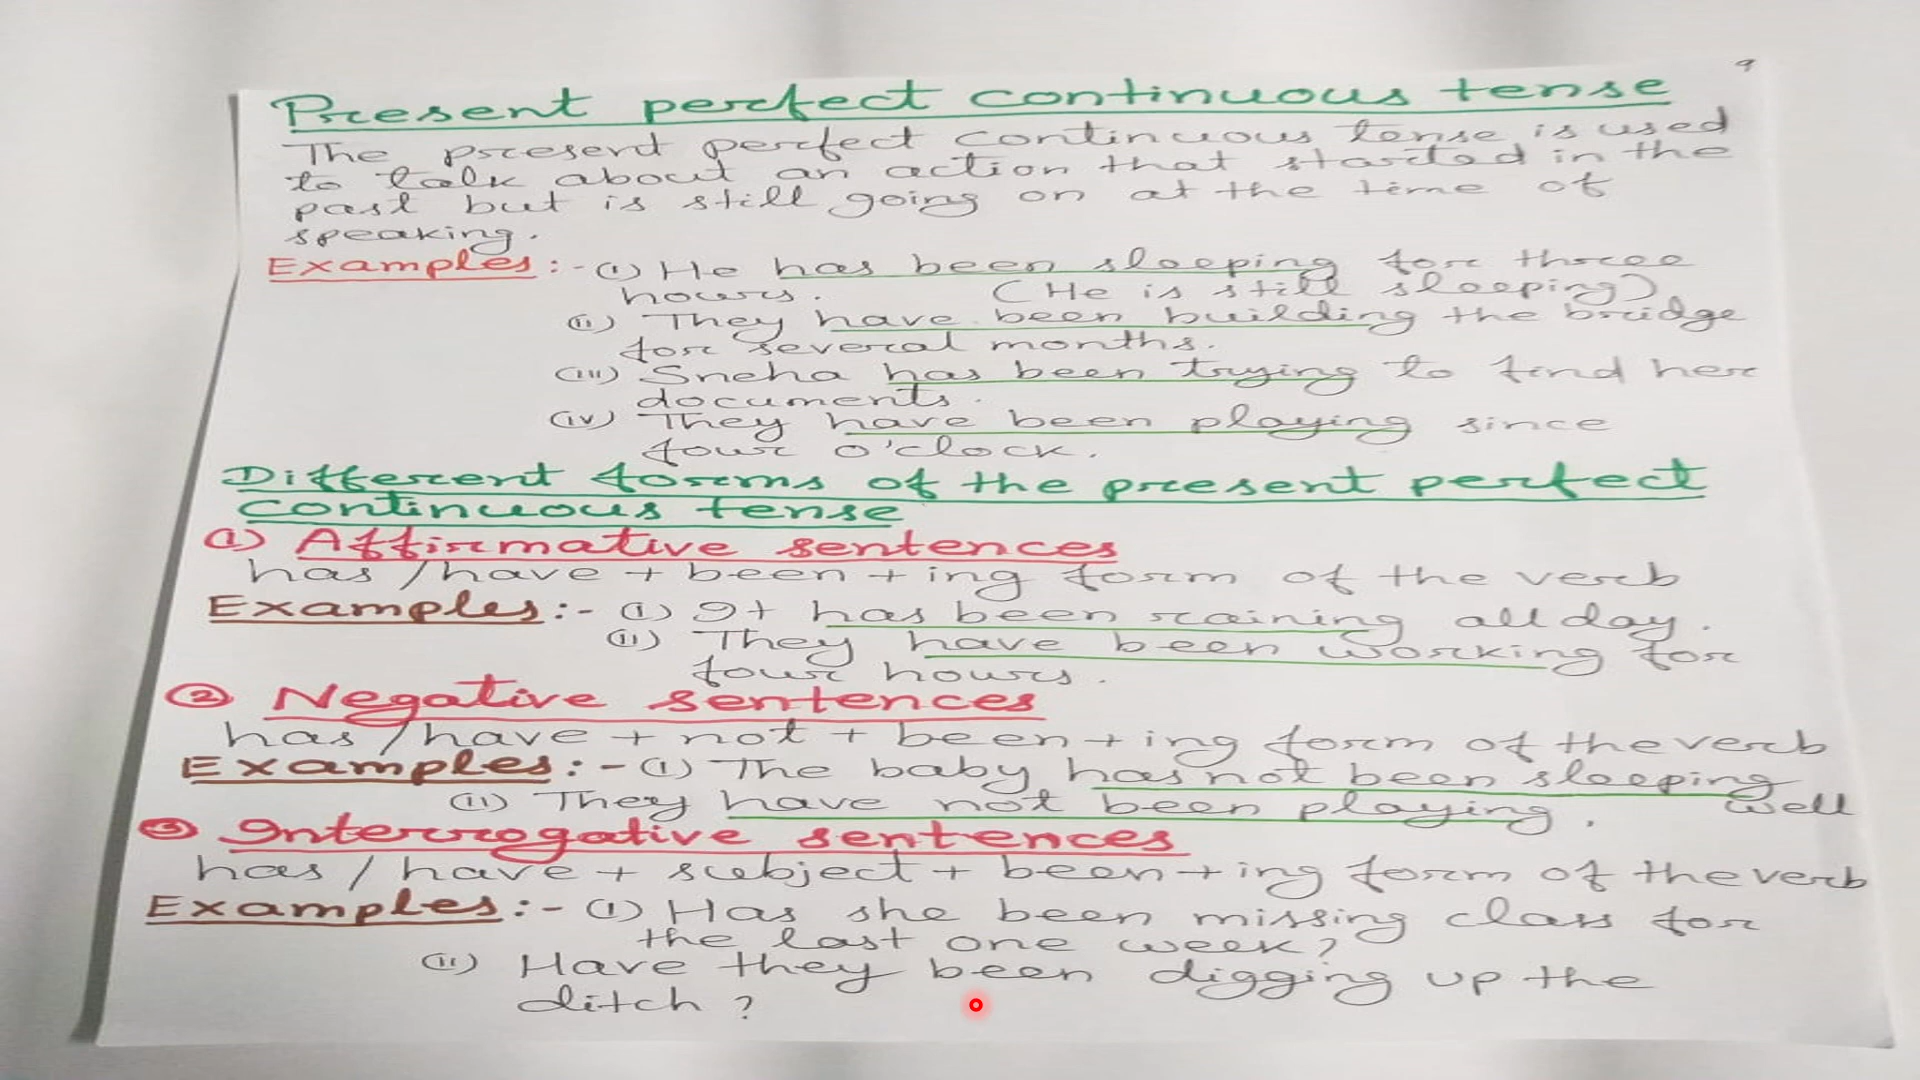 9
Present perfect continuous tense
The present perfect continuous tense is used
to talk about an action that started in the
past but is still going on at the time of
speaking.
Examples:- (i) He has been sleeping for three
hours. (He is still sleeping)
(ii) They have been building the bridge
for several months.
(iii) Sneha has been trying to find her
documents.
(iv) They have been playing since
four o'clock.
Different forms of the present perfect
continuous tense
① Affirmative sentences
has/have + been + ing form of the verb
Examples:- (i) It has been raining all day.
(ii) They have been working for
four hours.
② Negative sentences
has/have + not + been + ing form of the verb
Examples:- (i) The baby has not been sleeping
well
(ii) They have not been playing.
③ Interrogative sentences
has/have + subject + been + ing form of the verb
Examples:- (i) Has she been missing class for
the last one week?
(ii) Have they been digging up the
ditch?